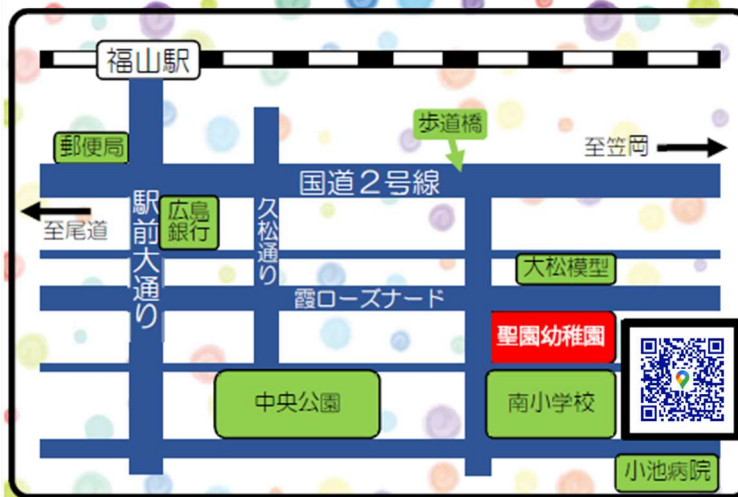 福山駅
歩道橋
郵便局
至笠岡
国道2号線
広島
銀行
至尾道
駅前大通り
久松通り
大松模型
霞ローズナード
聖園幼稚園
中央公園
南小学校
小池病院